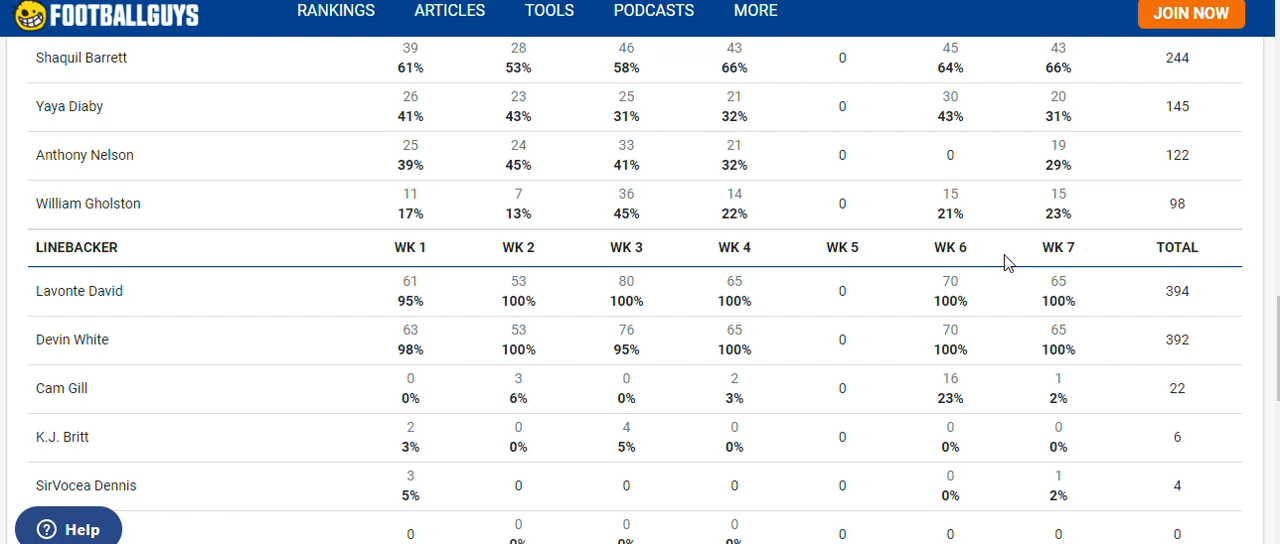 FOOTBALLGUYS RANKINGS ARTICLES TOOLS PODCASTS MORE JOIN NOW
39 28 46 43 45 43
Shaquil Barrett 0 244
61% 53% 58% 66% 64% 66%
26 23 25 21 30 20
Yaya Diaby 0 145
41% 43% 31% 32% 43% 31%
25 24 33 21 19
Anthony Nelson 0 0 122
39% 45% 41% 32% 29%
11 7 36 14 15 15
William Gholston 0 98
17% 13% 45% 22% 21% 23%
LINEBACKER WK 1 WK 2 WK 3 WK 4 WK 5 WK 6 WK 7 TOTAL
61 53 80 65 70 65
Lavonte David 0 394
95% 100% 100% 100% 100% 100%
63 53 76 65 70 65
Devin White 0 392
98% 100% 95% 100% 100% 100%
0 3 0 2 16 1
Cam Gill 0 22
0% 6% 0% 3% 23% 2%
2 0 4 0 0 0
K.J. Britt 0 6
3% 0% 5% 0% 0% 0%
3 0 1
SirVocea Dennis 0 0 0 0 4
5% 0% 2%
0 0 0
? Help 0 0 0 0 0
0% 0% 0%